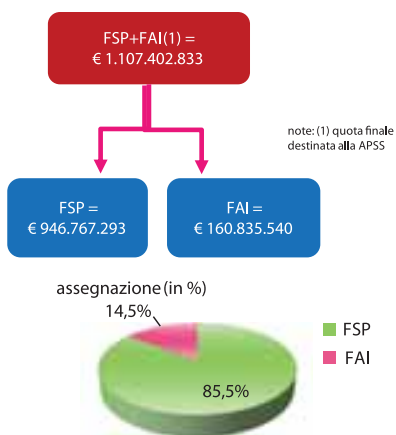 FSP+FAI(1) =
€ 1.107.402.833
note: (1) quota finale
destinata alla APSS
FSP =
€ 946.767.293
FAI =
€ 160.835.540
assegnazione (in %)
14,5%
FSP
FAI
85,5%